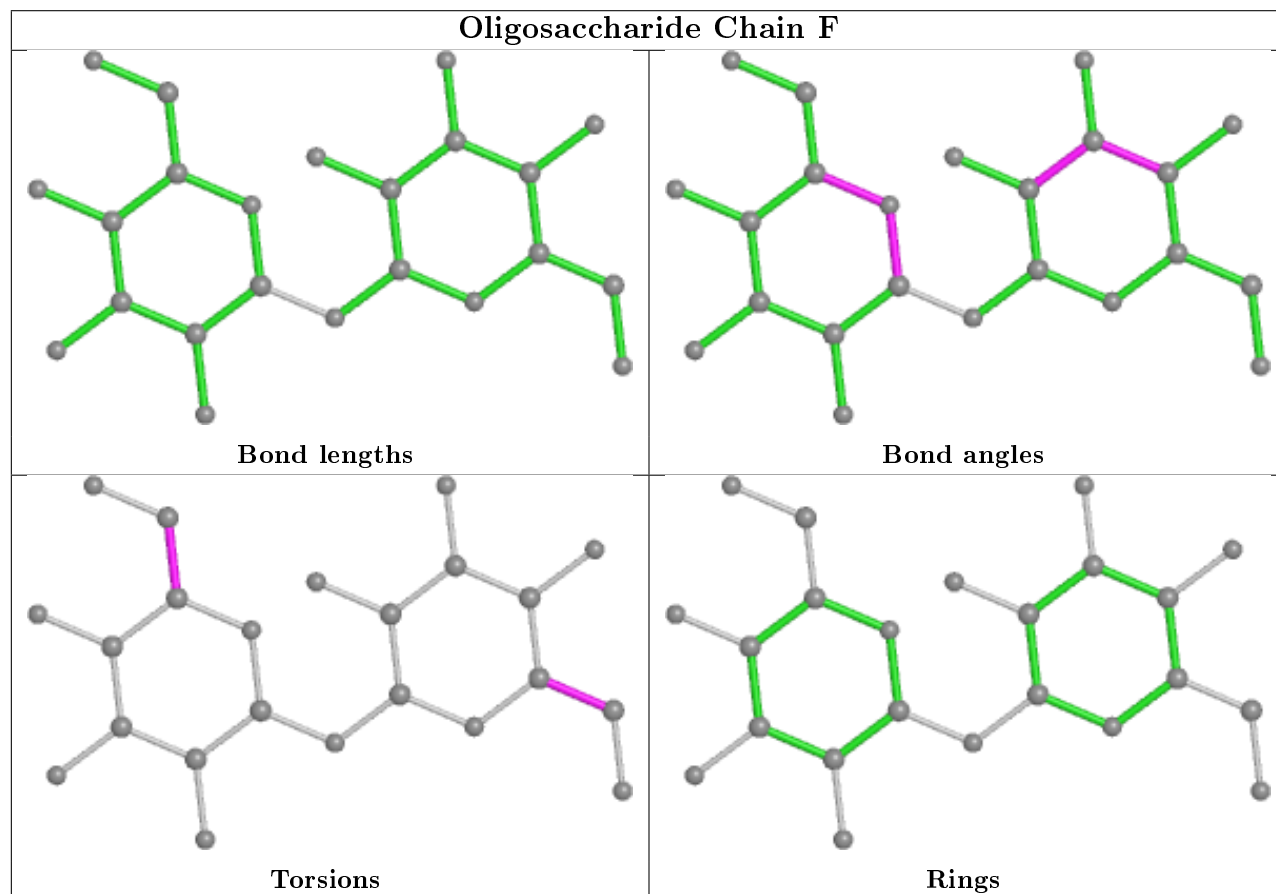 Oligosaccharide Chain F
Bond lengths
Bond angles
Torsions
Rings